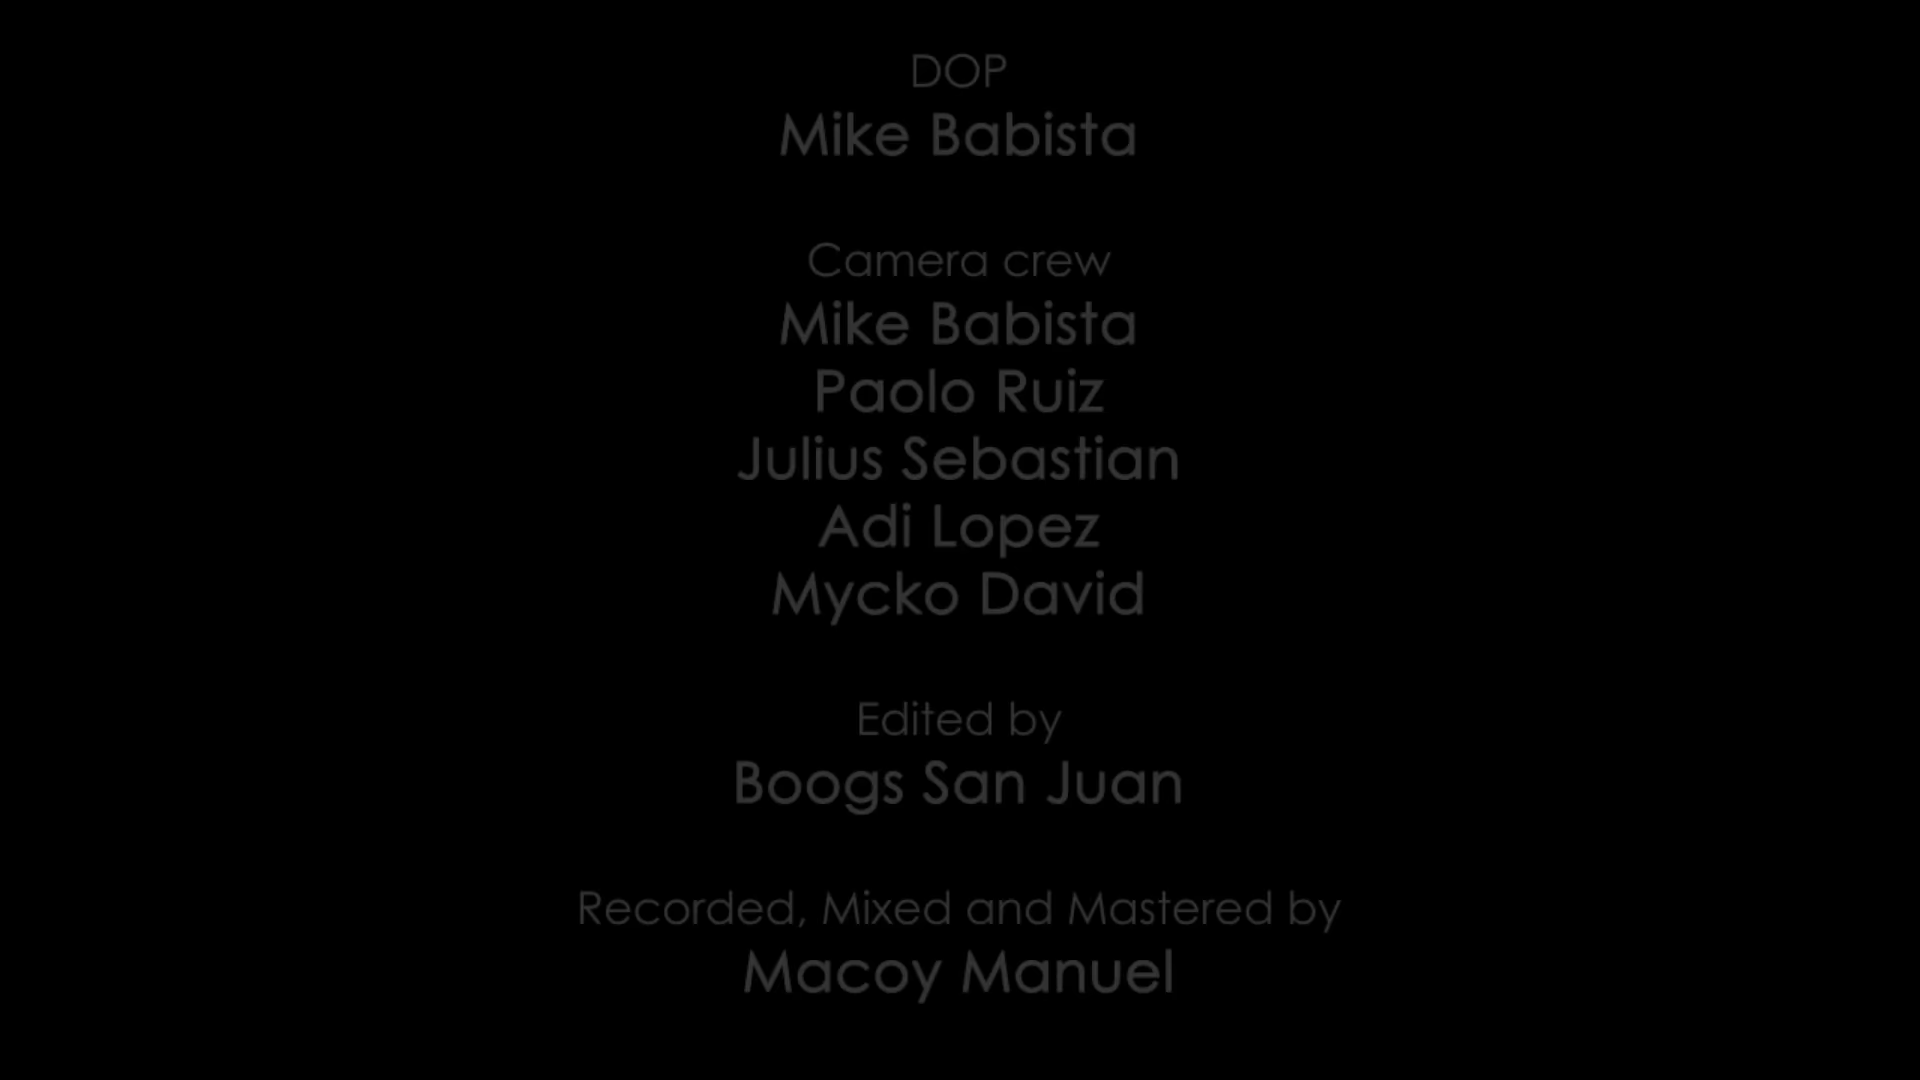 DOP
Mike Babista
Camera crew
Mike Babista
Paolo Ruiz
Julius Sebastian
Adi Lopez
Mycko David
Edited by
Boogs San Juan
Recorded, Mixed and Mastered by
Macoy Manuel